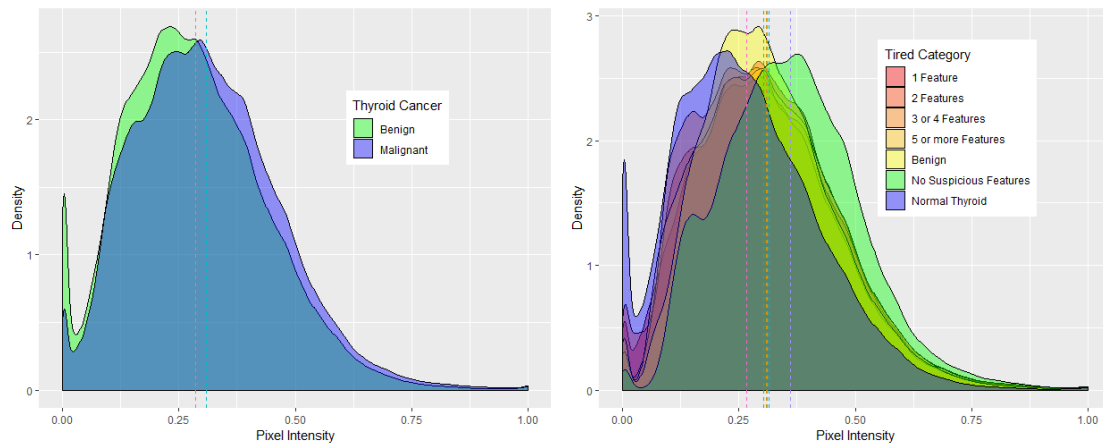 Thyroid Cancer
Benign
Malignant
Density
2
1
0
0.00
0.25
0.50
0.75
1.00
Pixel Intensity
Tired Category
1 Feature
2 Features
3 or 4 Features
5 or more Features
Benign
No Suspicious Features
Normal Thyroid
Density
3
2
1
0
0.00
0.25
0.50
0.75
1.00
Pixel Intensity